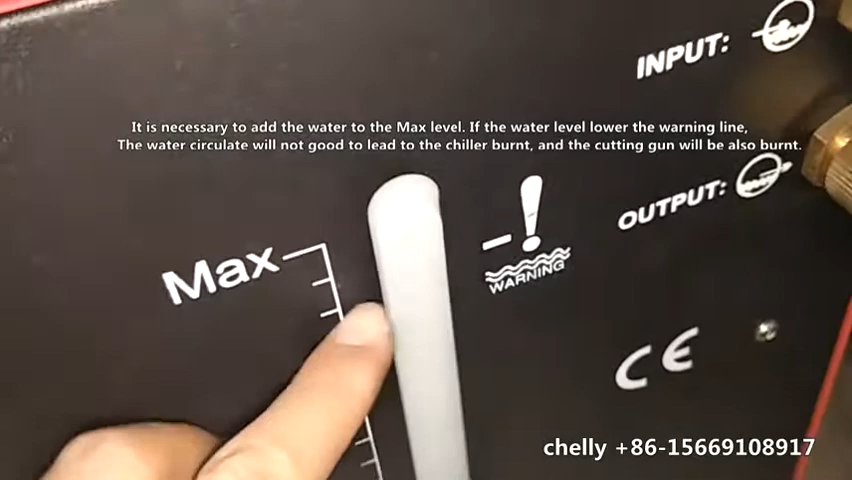 INPUT:
It is necessary to add the water to the Max level. If the water level lower the warning line,
The water circulate will not good to lead to the chiller burnt, and the cutting gun will be also burnt.
OUTPUT:
Max
WARNING
CE
chelly +86-15669108917